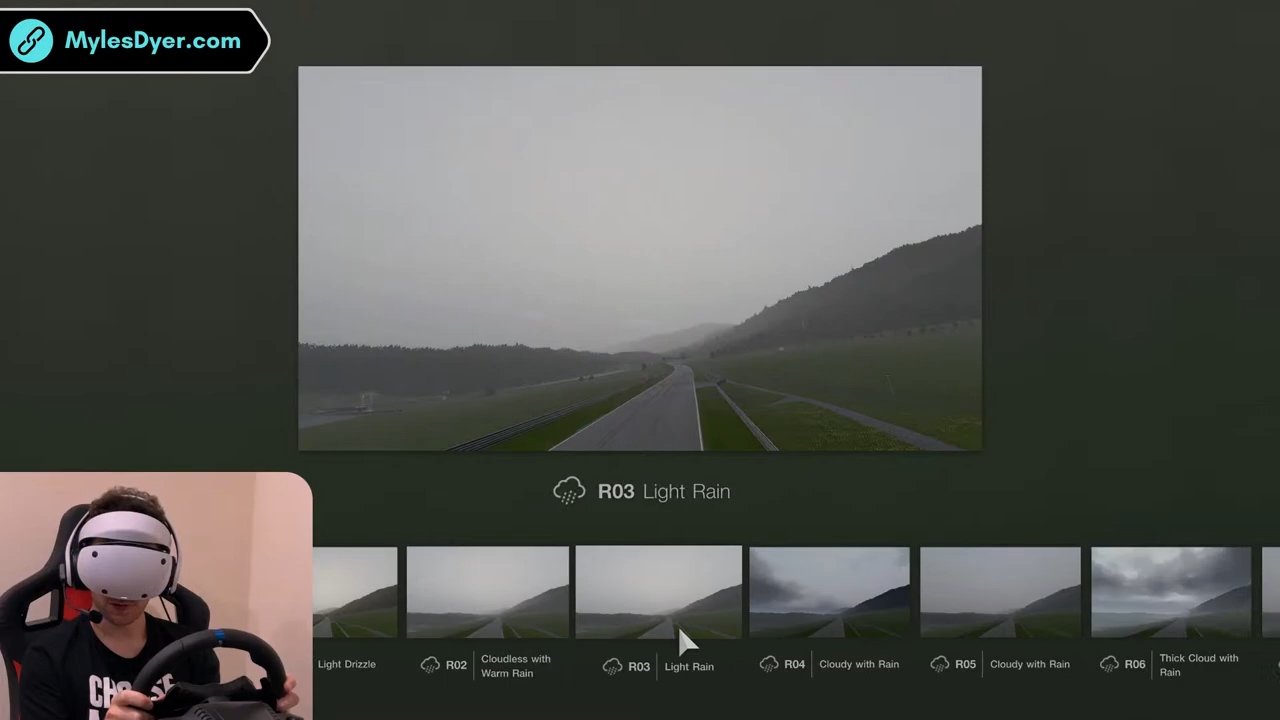 MylesDyer.com
R03 Light Rain
Light Drizzle
R02 Cloudless with
Warm Rain
R03 Light Rain
R04 Cloudy with Rain
R05 Cloudy with Rain
R06 Thick Cloud with
Rain